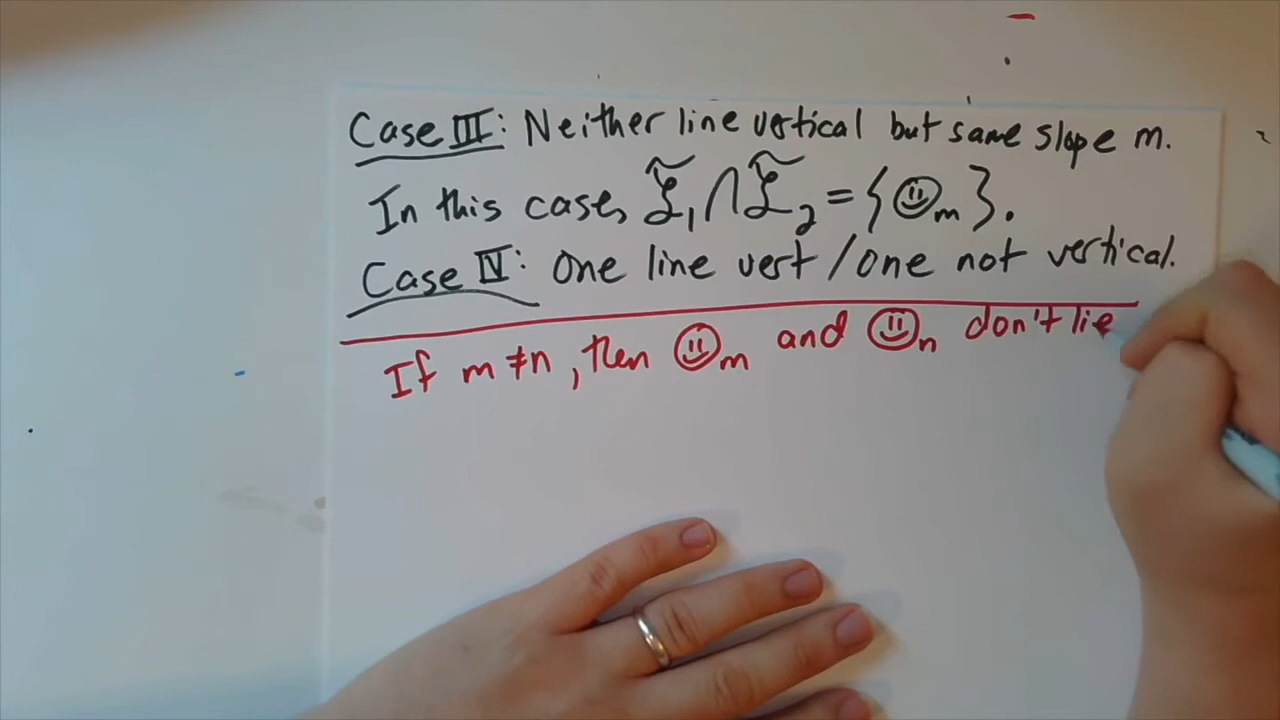 Case III: Neither line vertical but same slope m.
In this case, L̃₁ ∩ L̃₂ = {☺ₘ}.
Case IV: One line vert / one not vertical.
If m ≠ n, then ☺ₘ and ☺ₙ don't lie